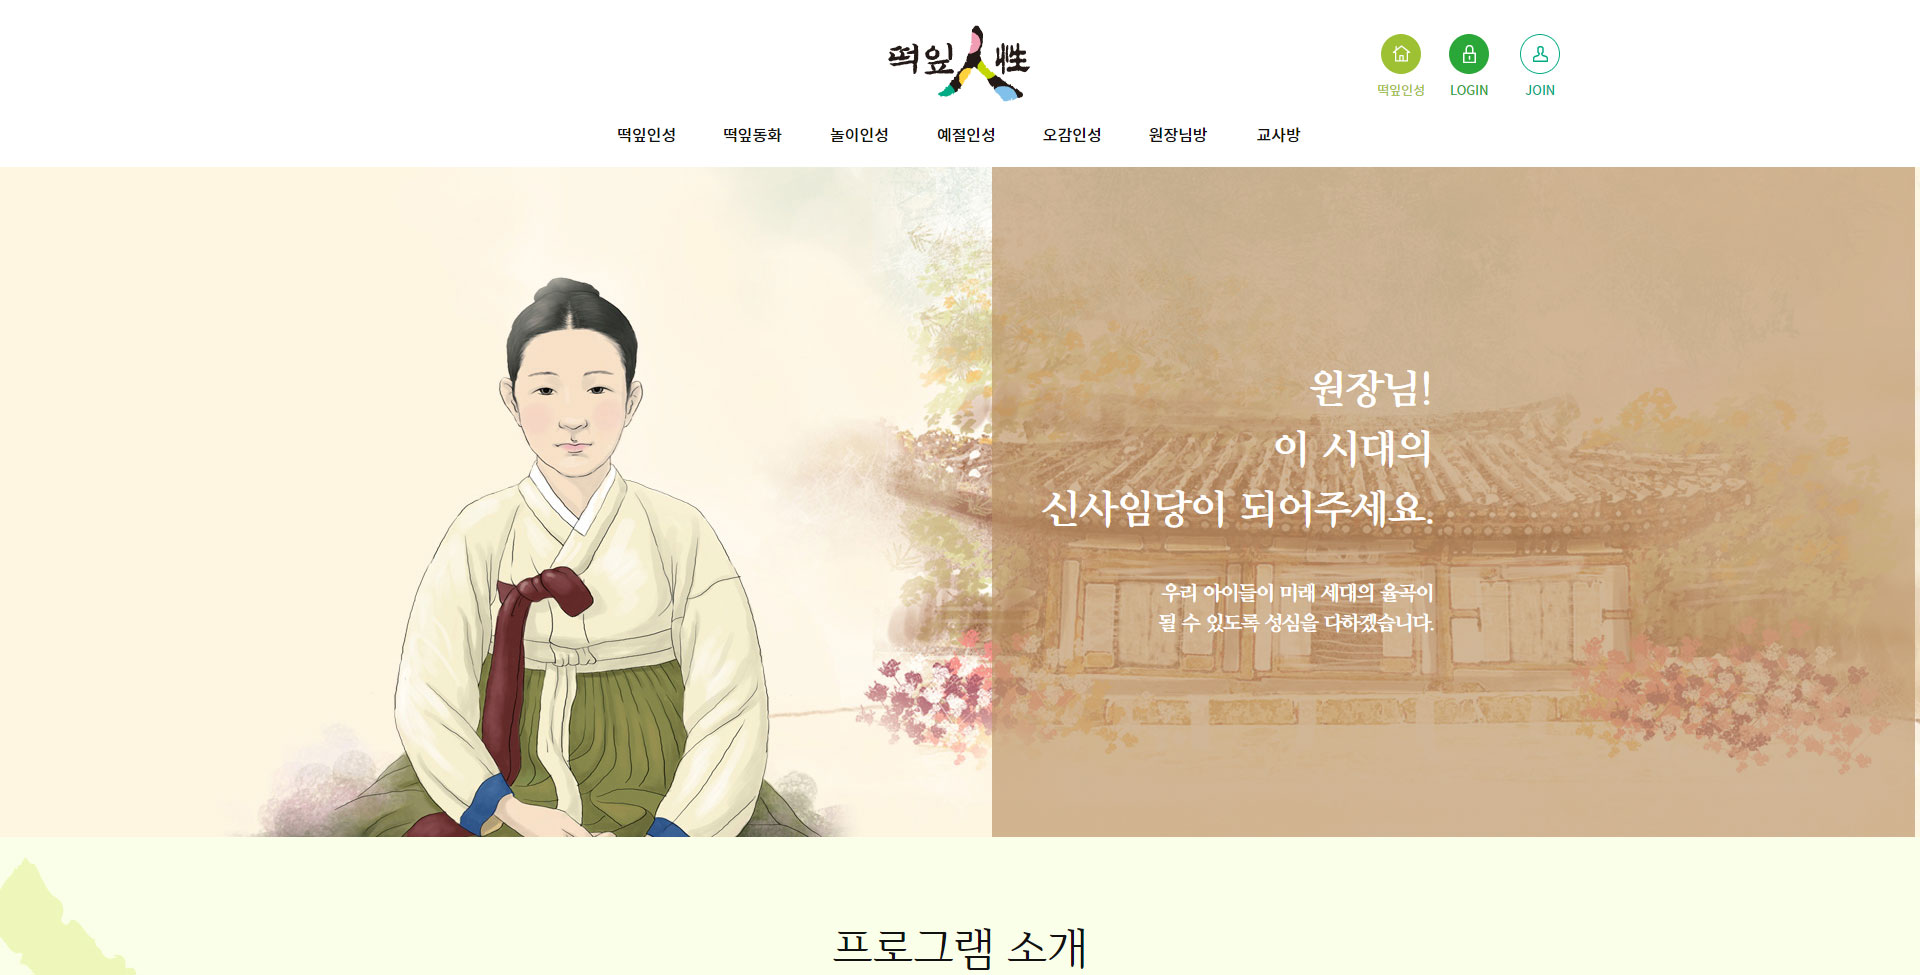 떡잎人性
떡잎인성
LOGIN
JOIN
떡잎인성
떡잎동화
놀이인성
예절인성
오감인성
원장님방
교사방
원장님!
이 시대의
신사임당이 되어주세요.
우리 아이들이 미래 세대의 율곡이
될 수 있도록 성심을 다하겠습니다.
프로그램 소개